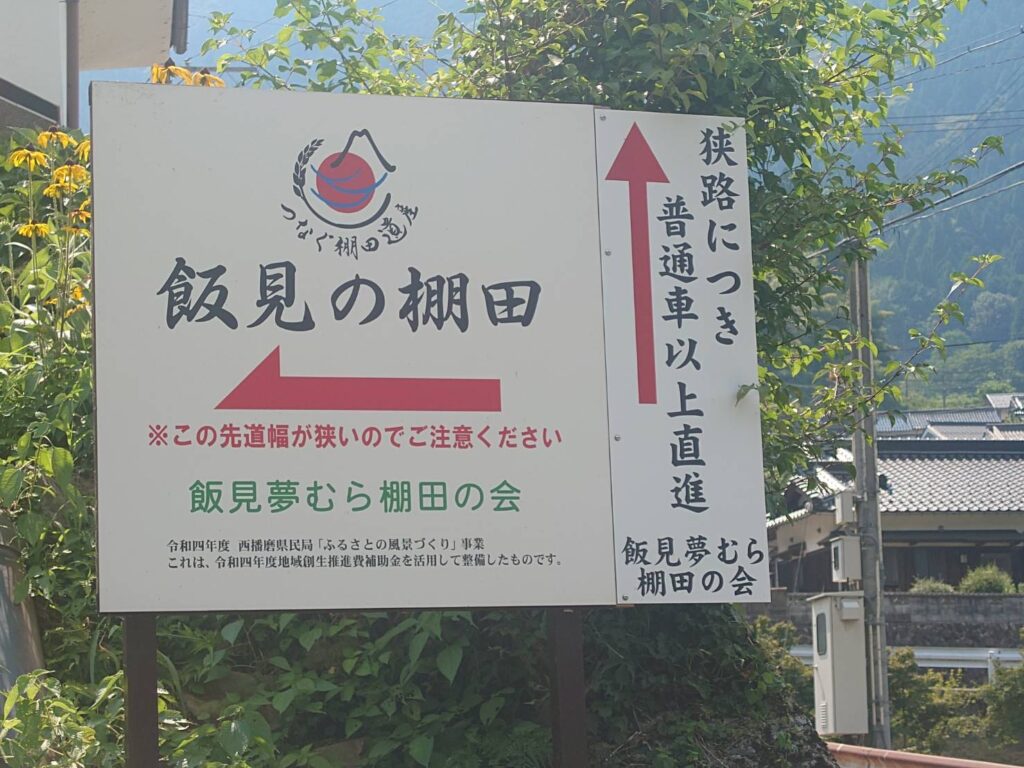 つなぐ棚田遺産
飯見の棚田
※この先道幅が狭いのでご注意ください
飯見夢むら棚田の会
令和四年度 西播磨県民局「ふるさとの風景づくり」事業
これは、令和四年度地域創生推進費補助金を活用して整備したものです。
狭路につき
普通車以上直進
飯見夢むら
棚田の会